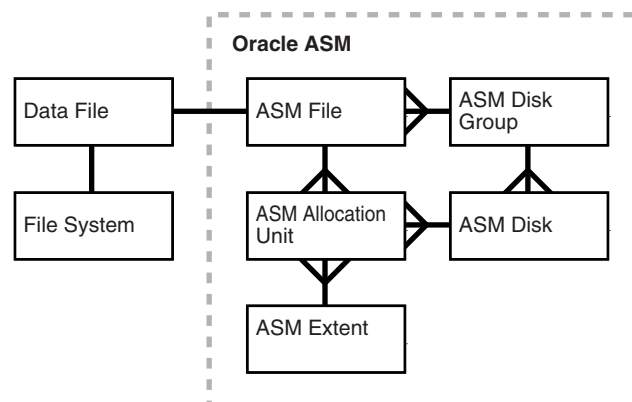 Oracle ASM
Data File
ASM File
ASM Disk
Group
File System
ASM Allocation
Unit
ASM Disk
ASM Extent